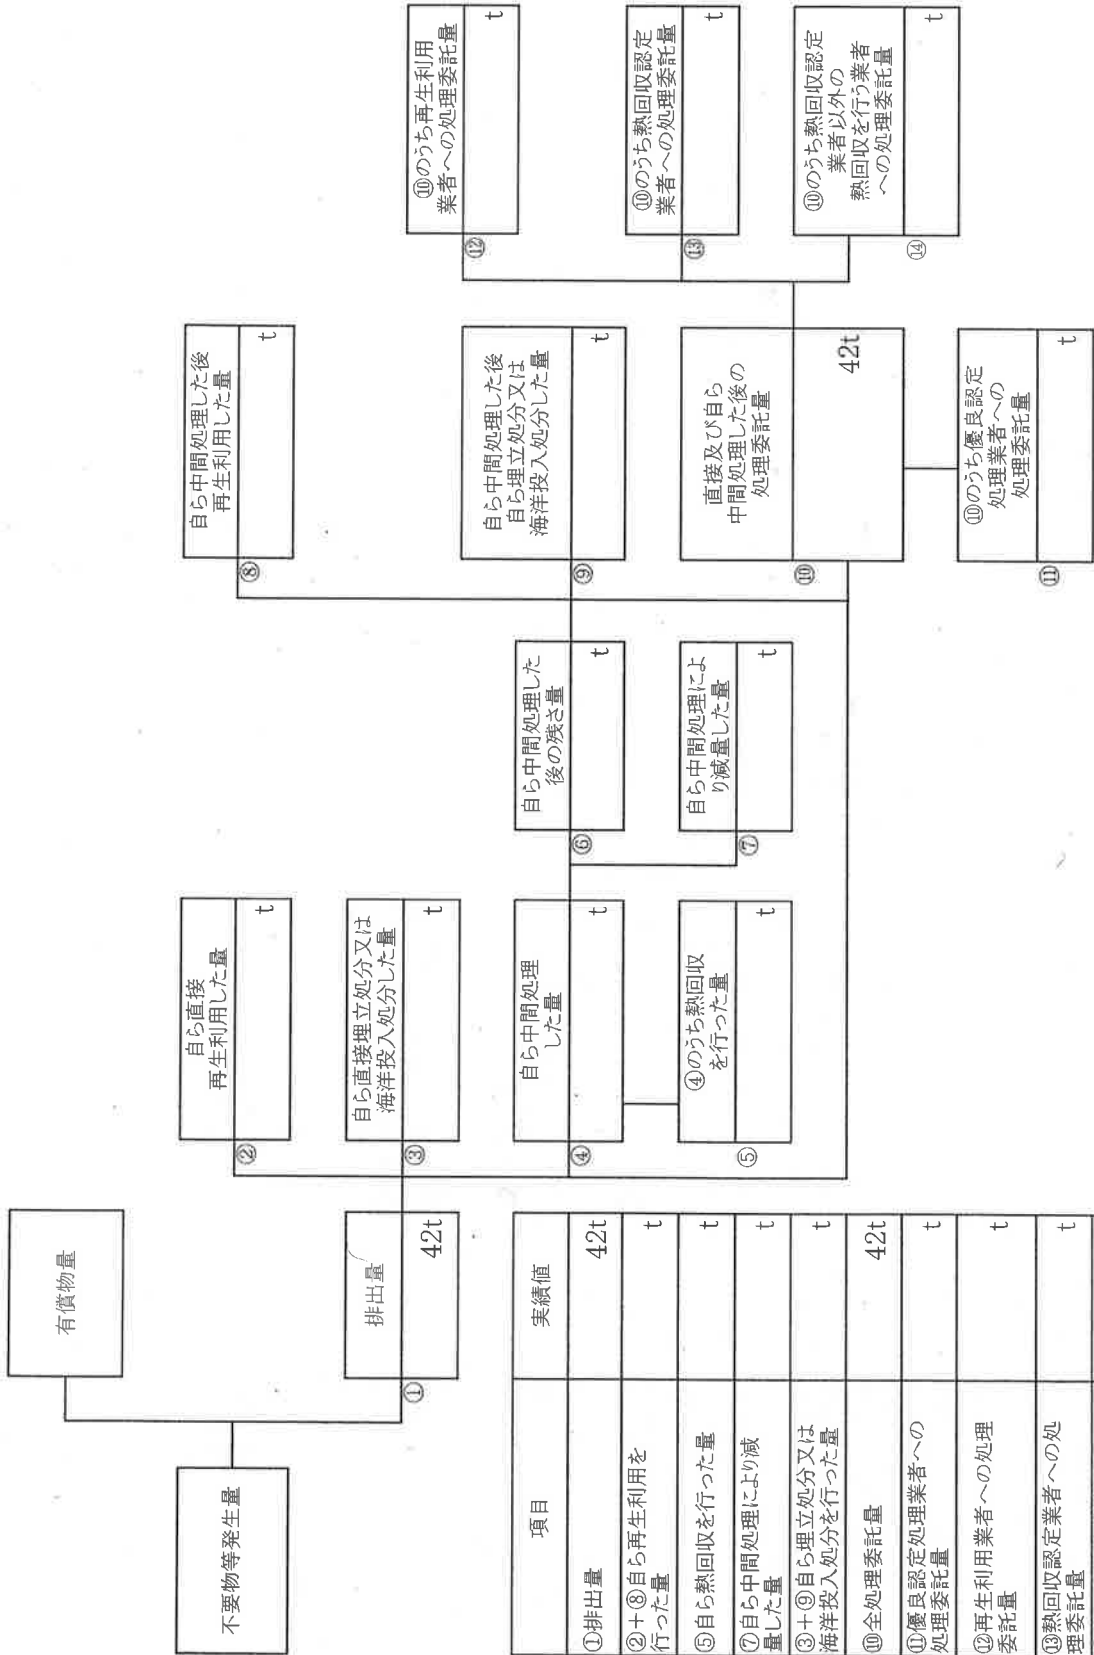 不要物等発生量
有償物量
①
排出量
42t
②
自ら直接
再生利用した量
t
③
自ら直接埋立処分又は
海洋投入処分した量
t
④
自ら中間処理
した量
t
⑤
④のうち熱回収
を行った量
t
⑥
自ら中間処理した
後の残さ量
t
⑦
自ら中間処理によ
り減量した量
t
⑧
自ら中間処理した後
再生利用した量
t
⑨
自ら中間処理した後
自ら埋立処分又は
海洋投入処分した量
t
⑩
直接及び自ら
中間処理した後の
処理委託量
42t
⑪
⑩のうち優良認定
処理業者への
処理委託量
t
⑫
⑩のうち再生利用
業者への処理委託量
t
⑬
⑩のうち熱回収認定
業者への処理委託量
t
⑭
⑩のうち熱回収認定
業者以外の
熱回収を行う業者
への処理委託量
t
項目 実績値
①排出量 42t
②+⑧自ら再生利用を
行った量 t
⑤自ら熱回収を行った量 t
⑦自ら中間処理により減
量した量 t
③+⑨自ら埋立処分又は
海洋投入処分を行った量 t
⑩全処理委託量 42t
⑪優良認定処理業者への
処理委託量 t
⑫再生利用業者への処理
委託量 t
⑬熱回収認定業者への処
理委託量 t